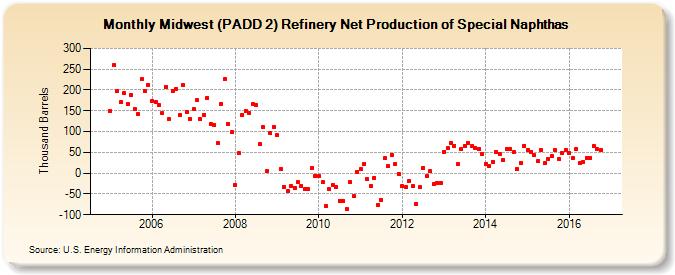 Monthly Midwest (PADD 2) Refinery Net Production of Special Naphthas
Thousand Barrels
300
250
200
150
100
50
0
-50
-100
2006 2008 2010 2012 2014 2016
Source: U.S. Energy Information Administration